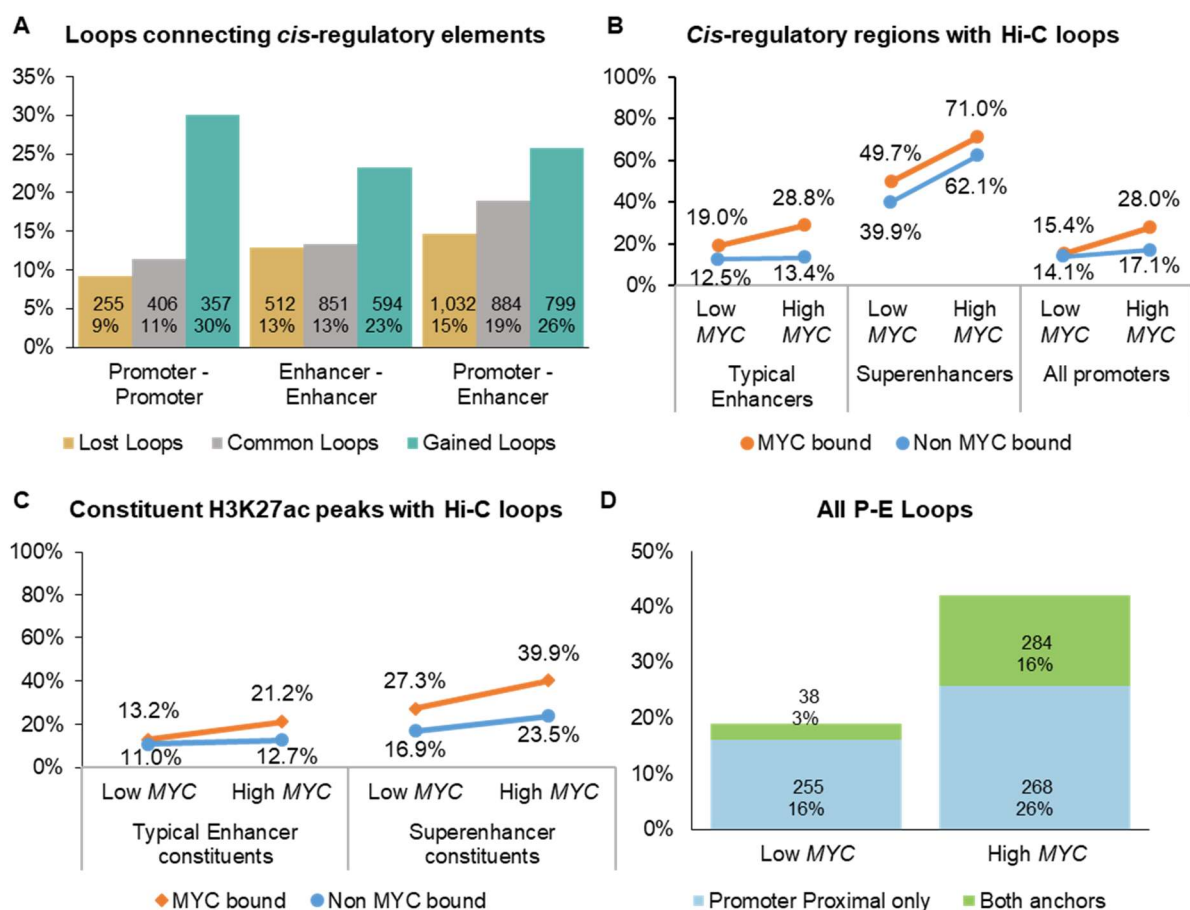 A
Loops connecting cis-regulatory elements
35%
30%
25%
20%
15%
10%
5%
0%
255
9%
406
11%
357
30%
512
13%
851
13%
594
23%
1,032
15%
884
19%
799
26%
Promoter -
Promoter
Enhancer -
Enhancer
Promoter -
Enhancer
Lost Loops
Common Loops
Gained Loops
B
Cis-regulatory regions with Hi-C loops
100%
80%
60%
40%
20%
0%
19.0%
28.8%
12.5%
13.4%
49.7%
71.0%
39.9%
62.1%
15.4%
28.0%
14.1%
17.1%
Low
MYC
High
MYC
Low
MYC
High
MYC
Low
MYC
High
MYC
Typical
Enhancers
Superenhancers
All promoters
MYC bound
Non MYC bound
C
Constituent H3K27ac peaks with Hi-C loops
100%
80%
60%
40%
20%
0%
13.2%
21.2%
11.0%
12.7%
27.3%
39.9%
16.9%
23.5%
Low MYC
High MYC
Low MYC
High MYC
Typical Enhancer
constituents
Superenhancer
constituents
MYC bound
Non MYC bound
D
All P-E Loops
50%
40%
30%
20%
10%
0%
38
3%
255
16%
284
16%
268
26%
Low MYC
High MYC
Promoter Proximal only
Both anchors